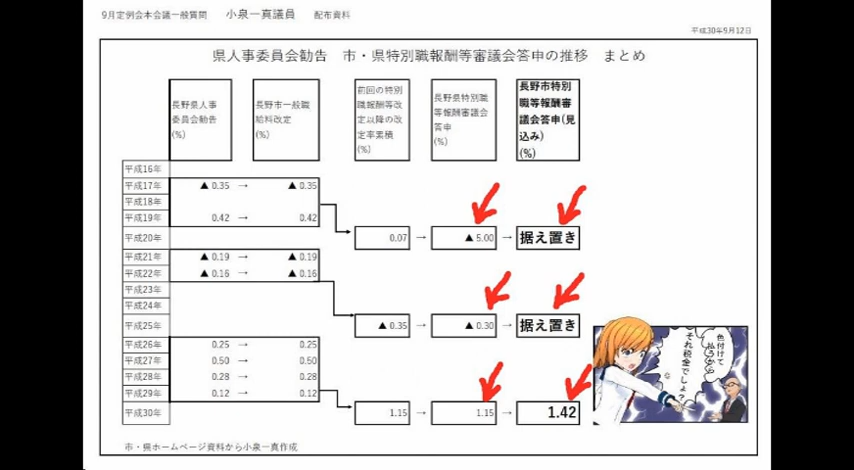 9月定例会本会議一般質問 小泉一真議員 配布資料
平成30年9月12日
県人事委員会勧告 市・県特別職報酬等審議会答申の推移 まとめ
長野県人事
委員会勧告
(%)
長野市一般職
給料改定
(%)
前回の特別
職報酬等改
定以降の改
定率累積
(%)
長野県特別職
報酬等審議会
答申
(%)
長野市特別
職等報酬審
議会答申(見
込み)
(%)
平成16年
平成17年 ▲ 0.35 → ▲ 0.35
平成18年
平成19年 0.42 → 0.42
平成20年 0.07 → ▲ 5.00 → 据え置き
平成21年 ▲ 0.19 → ▲ 0.19
平成22年 ▲ 0.16 → ▲ 0.16
平成23年
平成24年
平成25年 ▲ 0.35 → ▲ 0.30 → 据え置き
平成26年 0.25 → 0.25
平成27年 0.50 → 0.50
平成28年 0.28 → 0.28
平成29年 0.12 → 0.12
平成30年 1.15 → 1.15 → 1.42
色付けて
払うから
それ税金でしょ?
市・県ホームページ資料から小泉一真作成